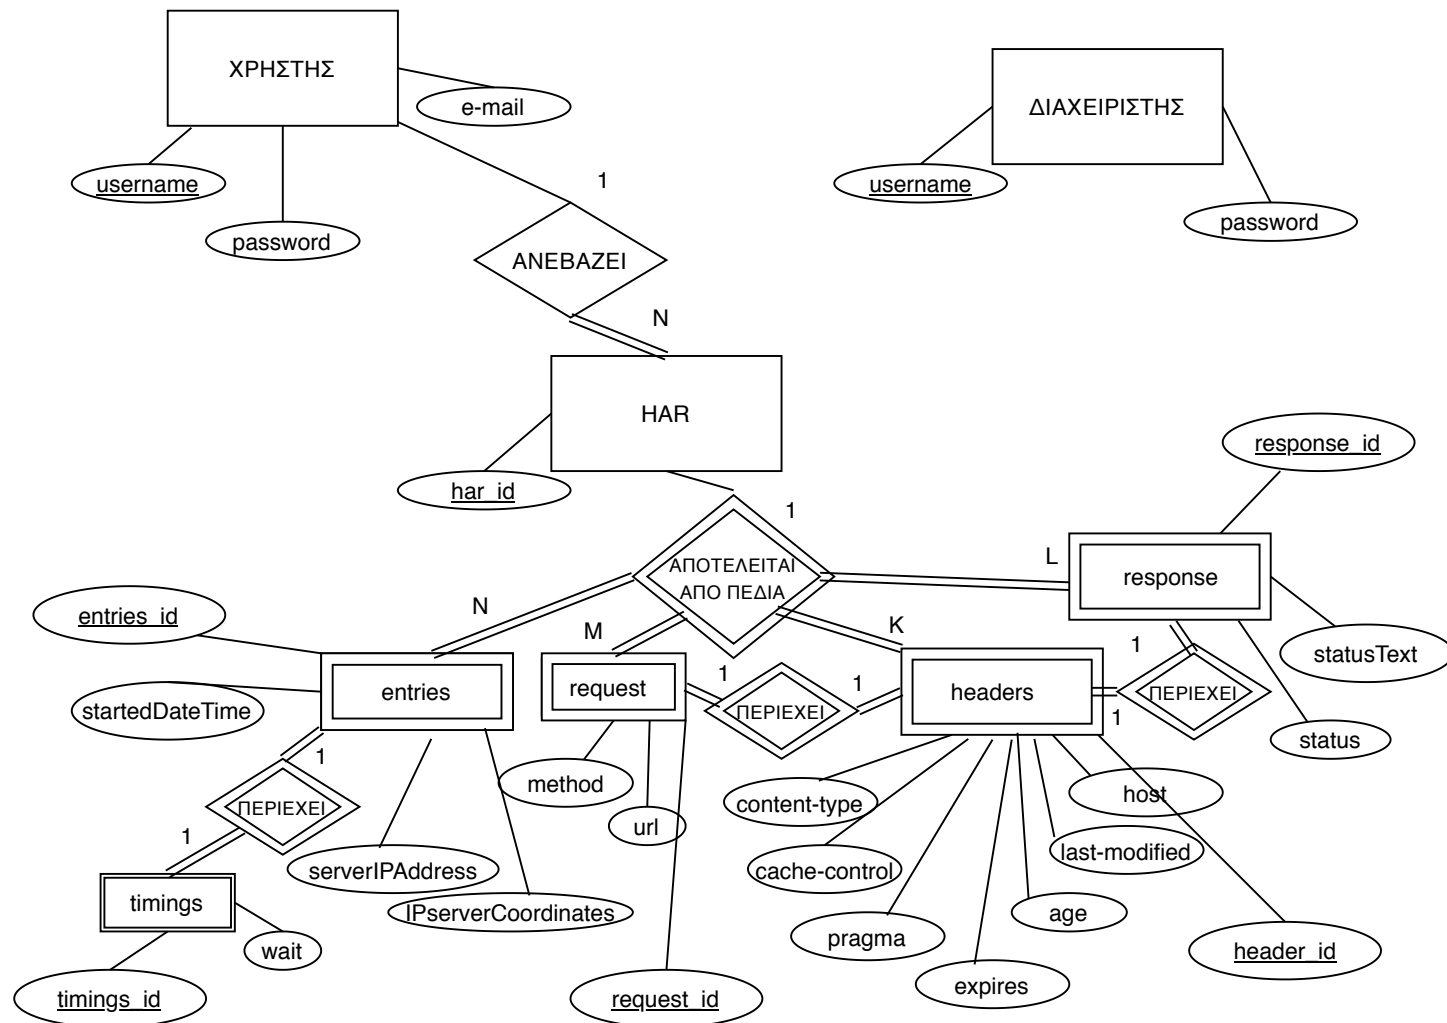 ΧΡΗΣΤΗΣ
ΔΙΑΧΕΙΡΙΣΤΗΣ
e-mail
username
password
1
username
password
ΑΝΕΒΑΖΕΙ
N
HAR
har_id
response_id
1
ΑΠΟΤΕΛΕΙΤΑΙ
ΑΠΟ ΠΕΔΙΑ
L
response
entries_id
N
M
K
1
statusText
entries
request
1
ΠΕΡΙΕΧΕΙ
1
headers
1
ΠΕΡΙΕΧΕΙ
startedDateTime
status
1
method
content-type
host
ΠΕΡΙΕΧΕΙ
url
1
serverIPAddress
cache-control
last-modified
timings
IPserverCoordinates
age
wait
pragma
header_id
timings_id
request_id
expires